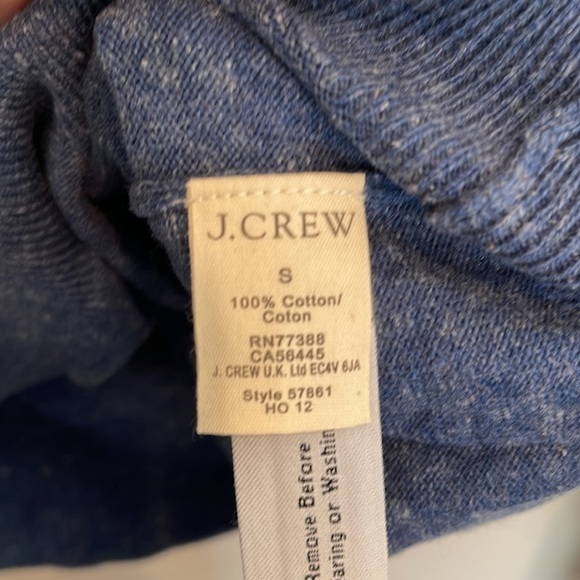 J.CREW
S
100% Cotton/
Coton
RN77388
CA56445
J. CREW U.K. Ltd EC4V 6JA
Style 57861
HO 12
Remove Before